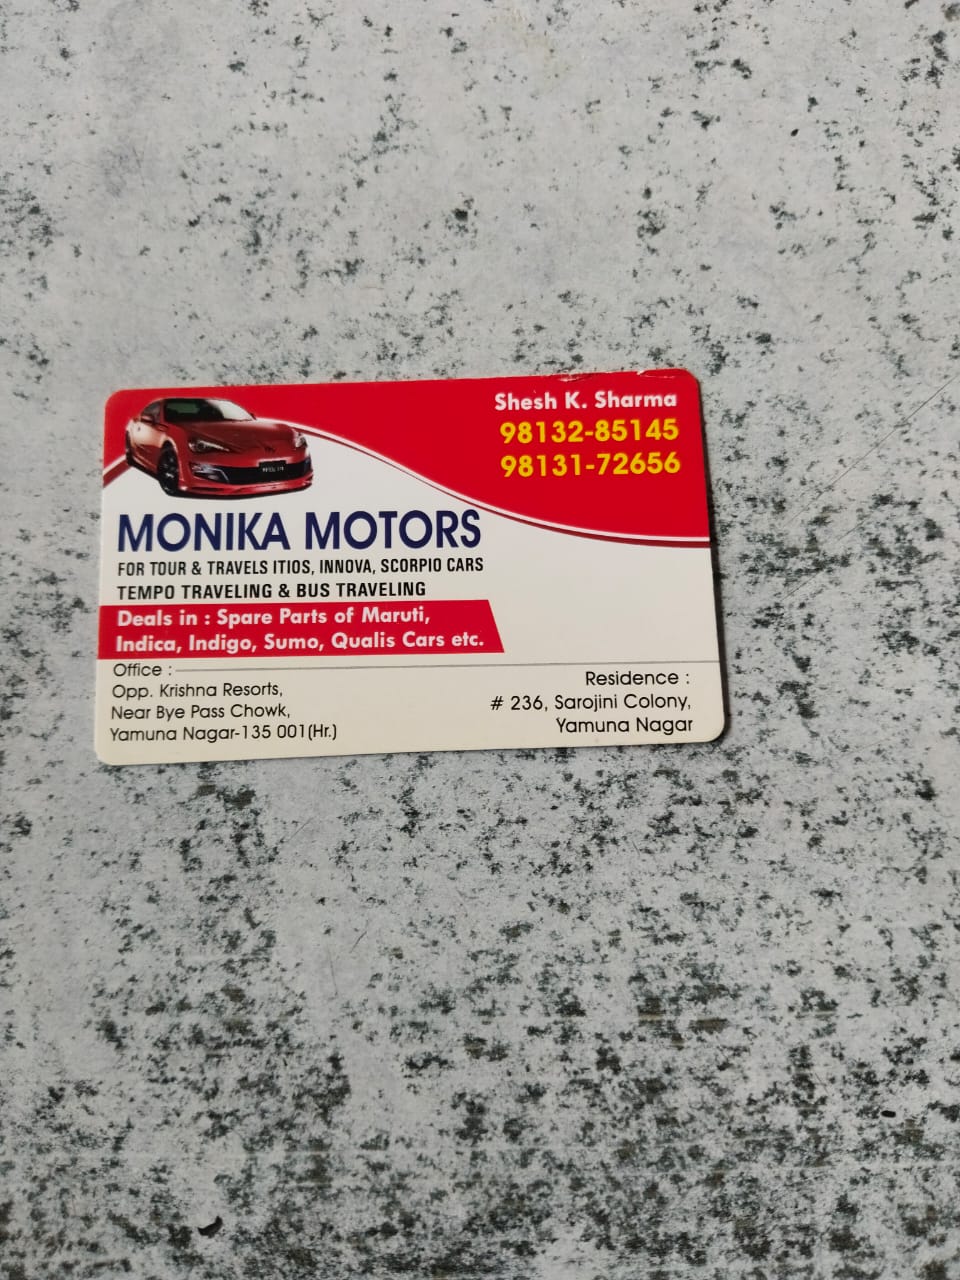 Shesh K. Sharma
98132-85145
98131-72656
MONIKA MOTORS
FOR TOUR & TRAVELS ITIOS, INNOVA, SCORPIO CARS
TEMPO TRAVELING & BUS TRAVELING
Deals in : Spare Parts of Maruti,
Indica, Indigo, Sumo, Qualis Cars etc.
Office :
Opp. Krishna Resorts,
Near Bye Pass Chowk,
Yamuna Nagar-135 001(Hr.)
Residence :
# 236, Sarojini Colony,
Yamuna Nagar